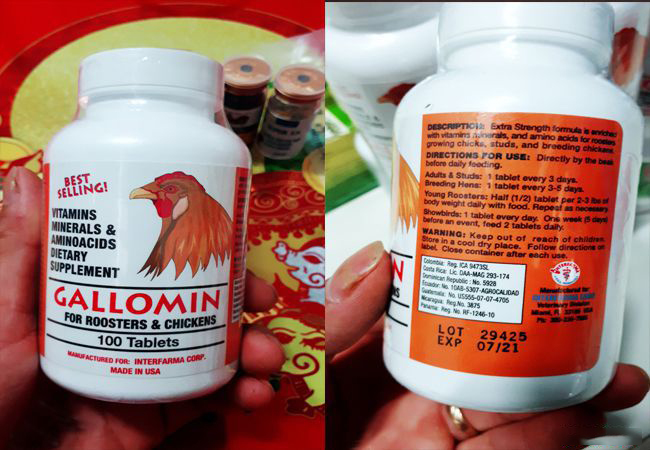 BEST
SELLING!
VITAMINS
MINERALS &
AMINOACIDS
DIETARY
SUPPLEMENT
GALLOMIN
FOR ROOSTERS & CHICKENS
100 Tablets
MANUFACTURED FOR: INTERFARMA CORP.
MADE IN USA
DESCRIPTION: Extra Strength formula is enriched
with vitamins minerals, and amino acids for roosters
growing chicks, studs, and breeding chickens.
DIRECTIONS FOR USE: Directly by the beak
before daily feeding.
Adults & Studs: 1 tablet every 3 days.
Breeding Hens: 1 tablet every 3-5 days.
Young Roosters: Half (1/2) tablet per 2-3 lbs of
body weight daily with food. Repeat as necessary.
Showbirds: 1 tablet every day. One week (5 days)
before an event, feed 2 tablets daily.
WARNING: Keep out of reach of children.
Store in a cool dry place. Follow directions on
label. Close container after each use.
Colombia: Reg. ICA 9473SL
Costa Rica: Lic. DAA-MAG 293-174
Dominican Republic: No. 5928
Ecuador: No. 10AB-5307-AGROCALIDAD
Guatemala: No. US555-07-07-4705
Nicaragua: Reg.No. 3875
Panama: Reg. No. RF-1246-10
Manufactured for:
Veterinary Division
Miami, FL 33186 USA
LOT 29425
EXP 07/21